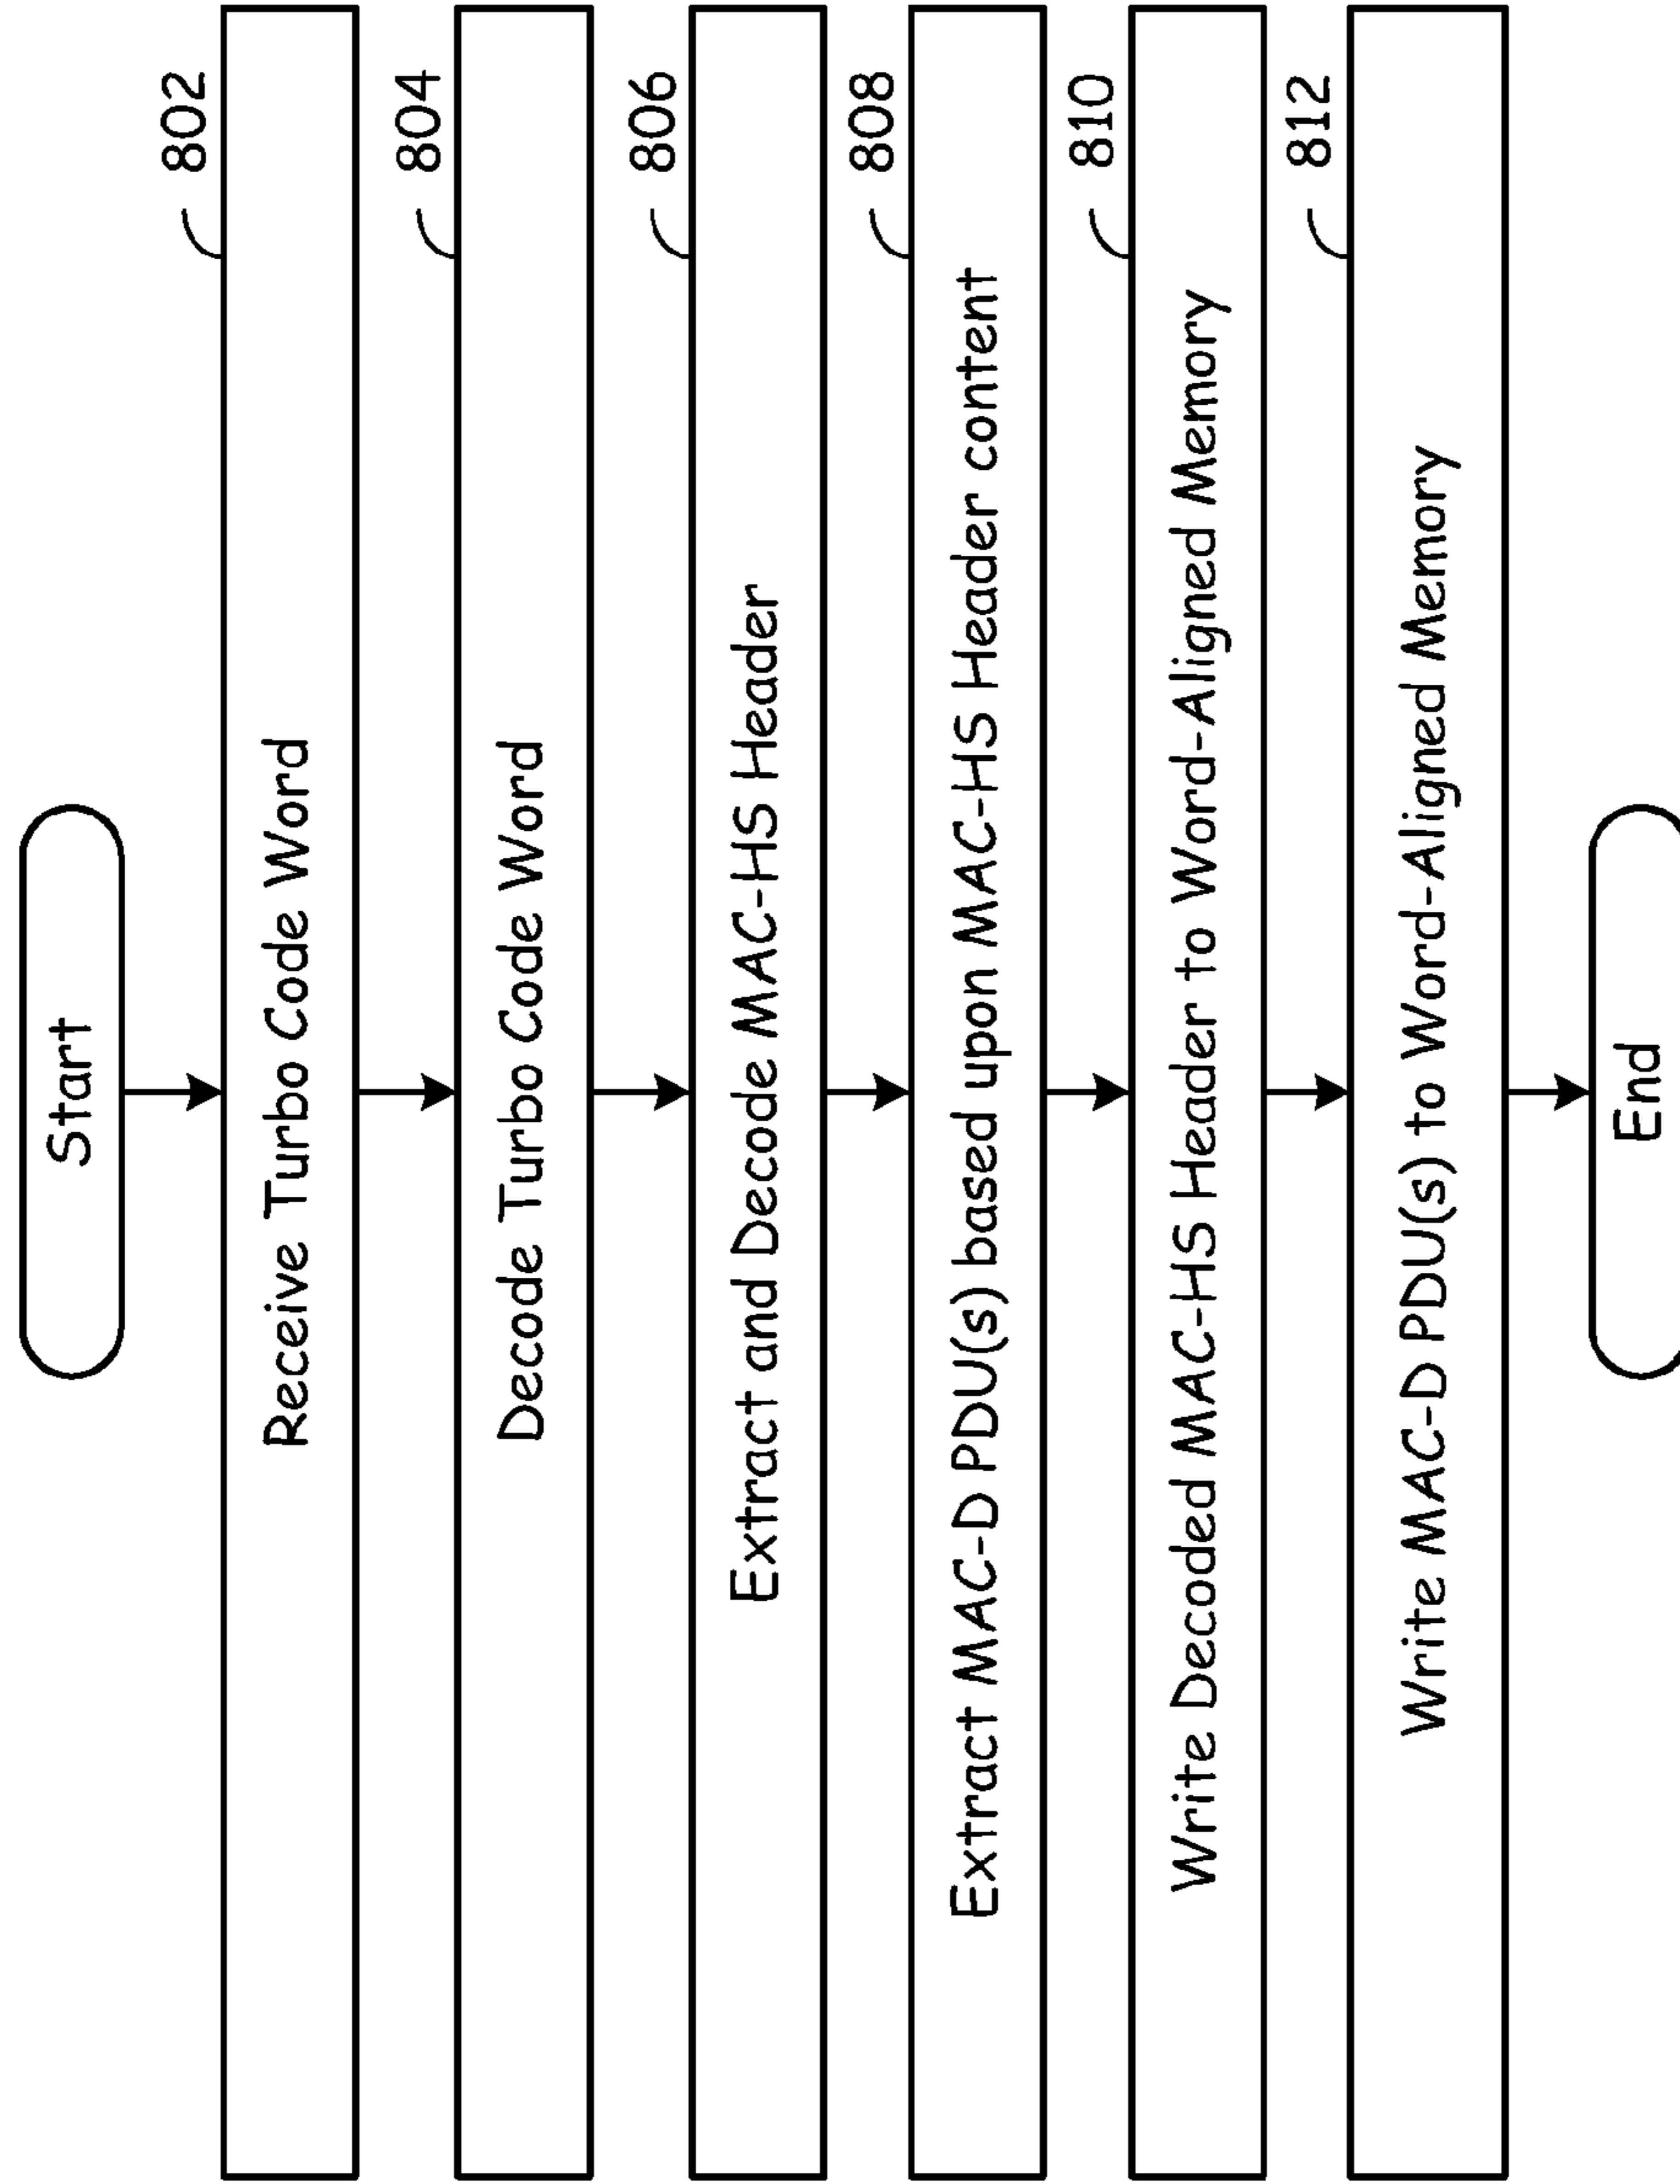 Start
802
Receive Turbo Code Word
804
Decode Turbo Code Word
806
Extract and Decode MAC-HS Header
808
Extract MAC-D PDU(s) based upon MAC-HS Header content
810
Write Decoded MAC-HS Header to Word-Aligned Memory
812
Write MAC-D PDU(s) to Word-Aligned Memory
End